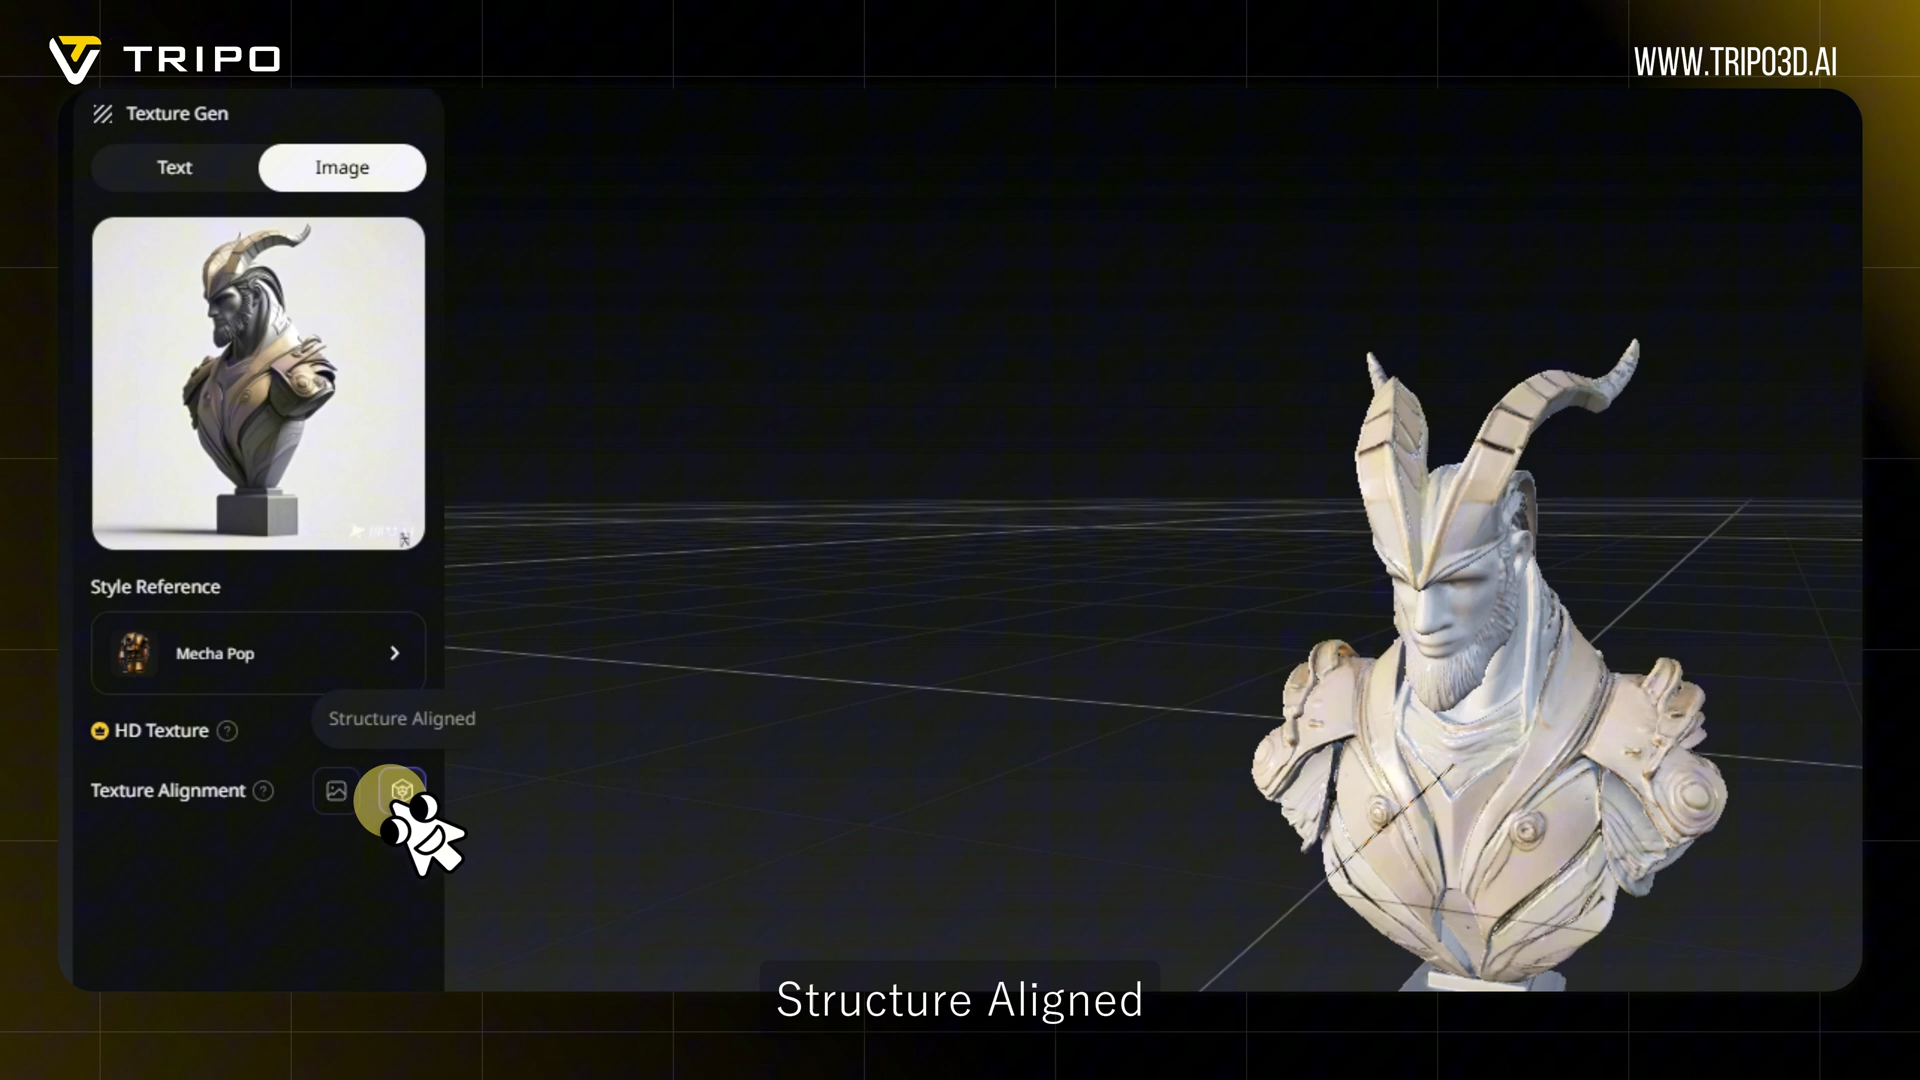 TRIPO
WWW.TRIPO3D.AI
Texture Gen
Text
Image
Style Reference
Mecha Pop
Structure Aligned
HD Texture ?
Texture Alignment ?
Structure Aligned